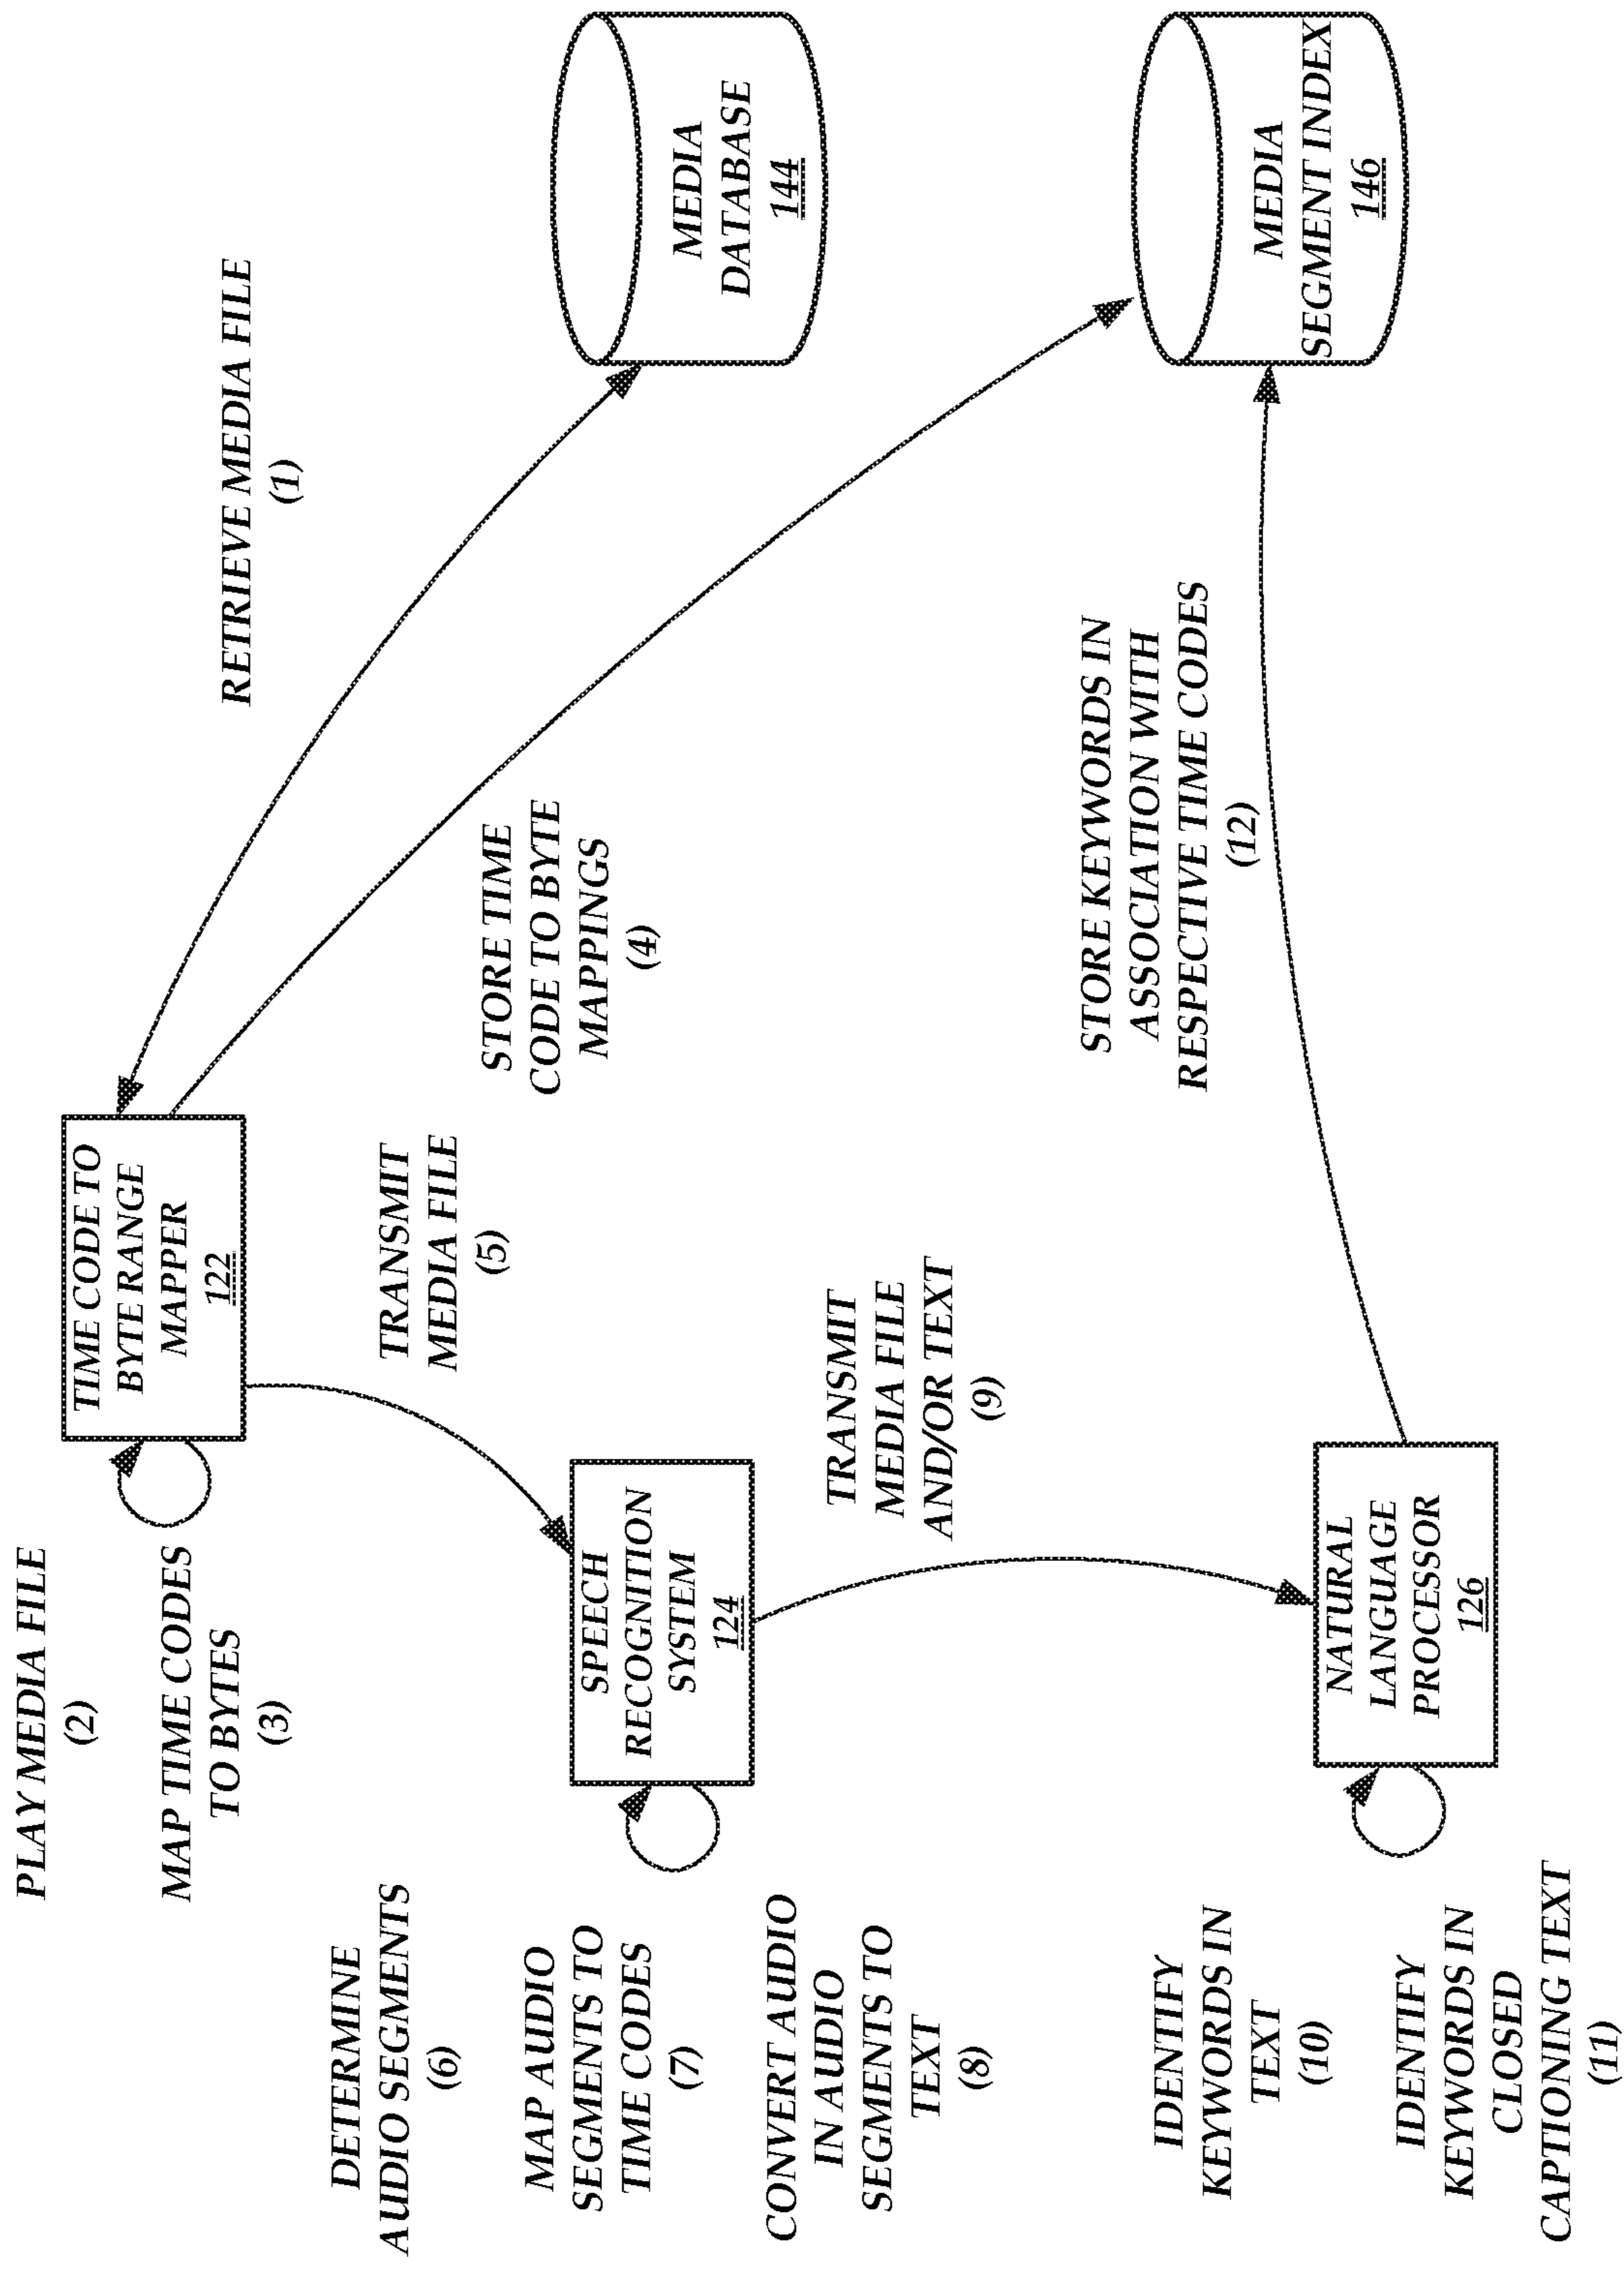 PLAY MEDIA FILE
(2)
MAP TIME CODES
TO BYTES
(3)
TIME CODE TO
BYTE RANGE
MAPPER
122
RETRIEVE MEDIA FILE
(1)
MEDIA
DATABASE
144
STORE TIME
CODE TO BYTE
MAPPINGS
(4)
TRANSMIT
MEDIA FILE
(5)
DETERMINE
AUDIO SEGMENTS
(6)
MAP AUDIO
SEGMENTS TO
TIME CODES
(7)
CONVERT AUDIO
IN AUDIO
SEGMENTS TO
TEXT
(8)
SPEECH
RECOGNITION
SYSTEM
124
TRANSMIT
MEDIA FILE
AND/OR TEXT
(9)
IDENTIFY
KEYWORDS IN
TEXT
(10)
IDENTIFY
KEYWORDS IN
CLOSED
CAPTIONING TEXT
(11)
NATURAL
LANGUAGE
PROCESSOR
126
STORE KEYWORDS IN
ASSOCIATION WITH
RESPECTIVE TIME CODES
(12)
MEDIA
SEGMENT INDEX
146